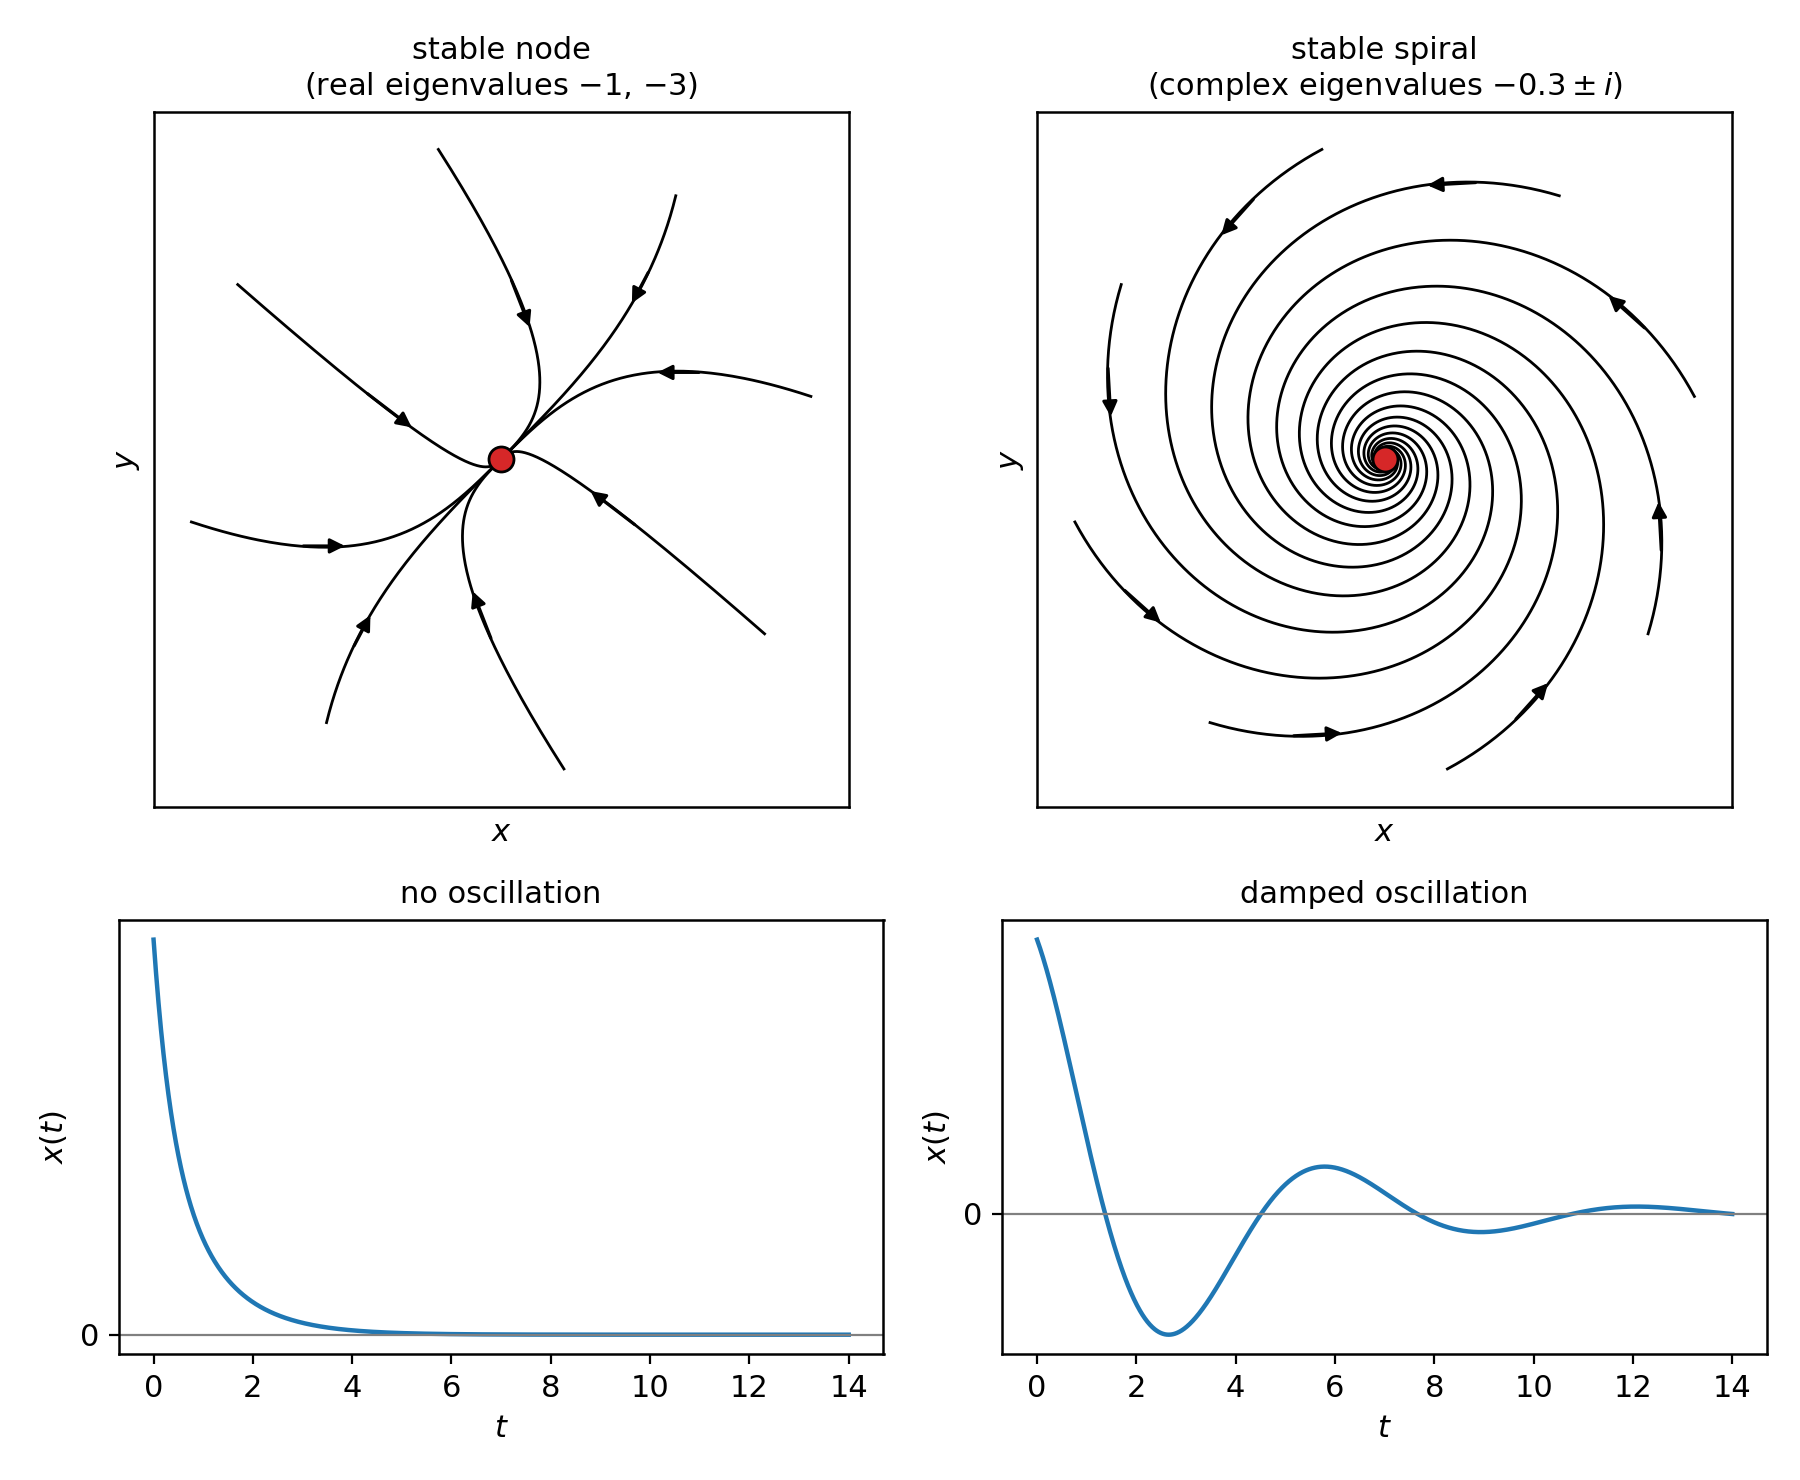 stable node
(real eigenvalues −1, −3)
y
x
stable spiral
(complex eigenvalues −0.3 ± i)
y
x
no oscillation
x(t)
0
0 2 4 6 8 10 12 14
t
damped oscillation
x(t)
0
0 2 4 6 8 10 12 14
t